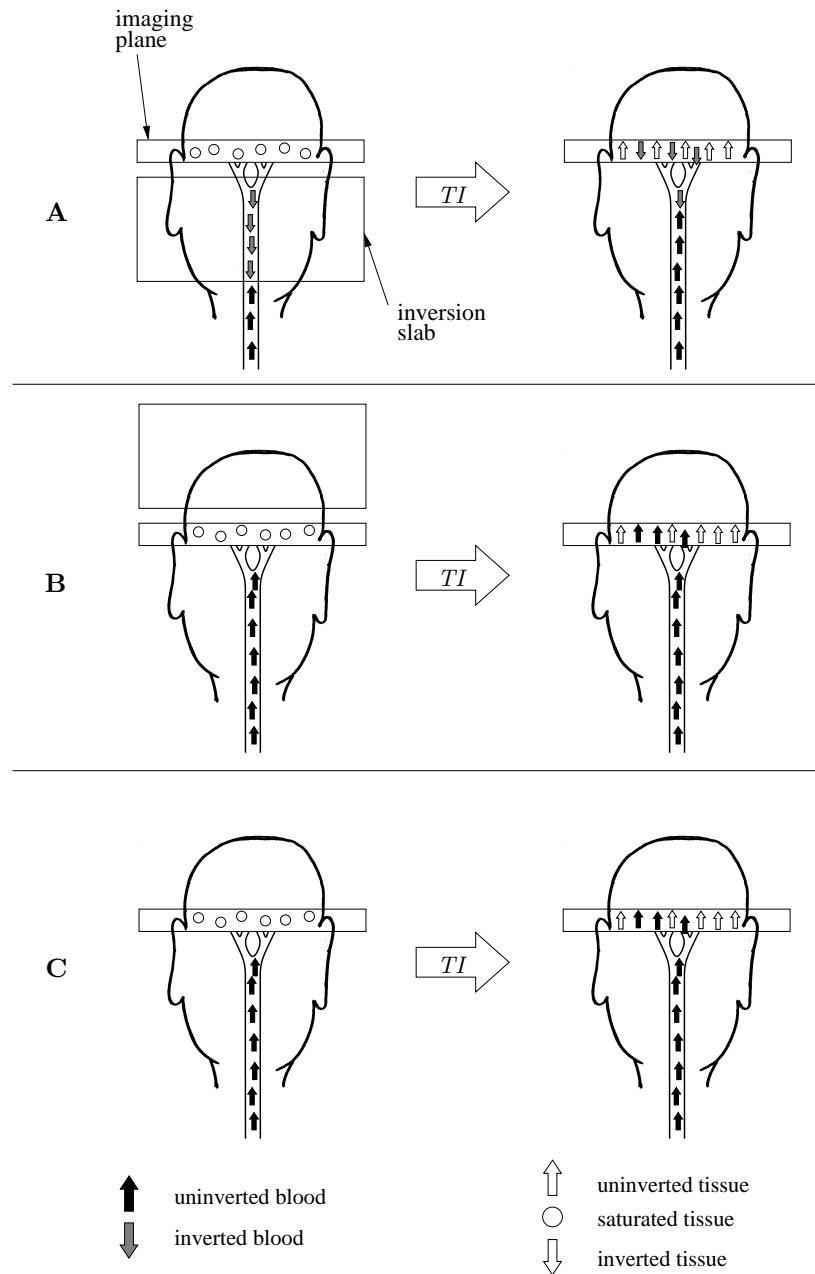 imaging
plane
A
TI
inversion
slab
B
TI
C
TI
uninverted blood
inverted blood
uninverted tissue
saturated tissue
inverted tissue